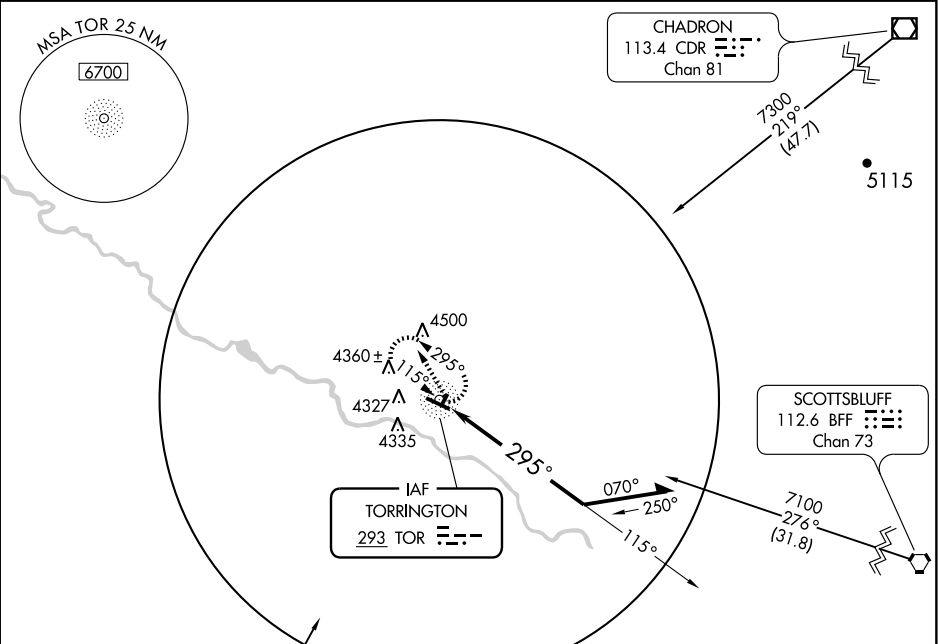 MSA TOR 25 NM
6700
CHADRON
113.4 CDR
Chan 81
7300
219°
(47.7)
5115
4500
4360±
295°
115°
4327
4335
SCOTTSBLUFF
112.6 BFF
Chan 73
295°
IAF
TORRINGTON
293 TOR
070°
250°
7100
276°
(31.8)
115°